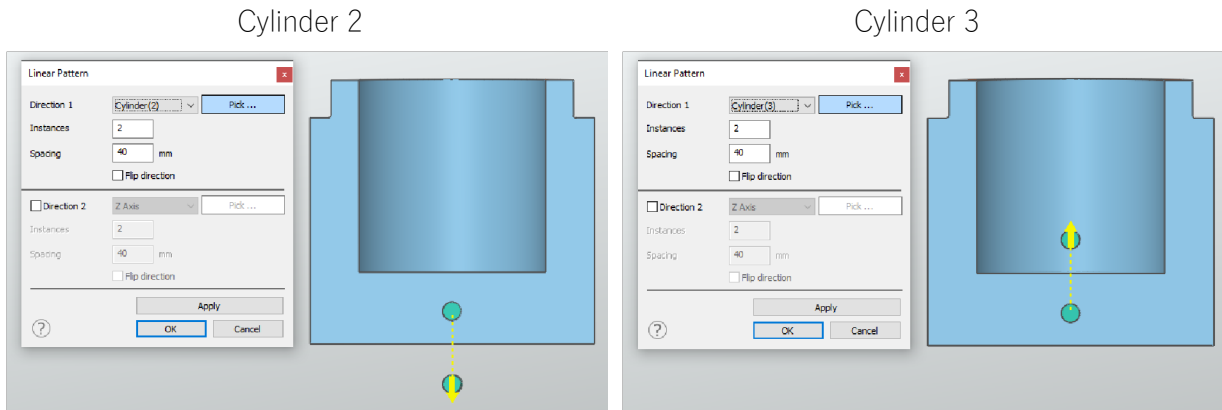 Cylinder 2
Linear Pattern
x
Direction 1 Cylinder(2) Pick ...
Instances 2
Spacing 40 mm
Flip direction
Direction 2 Z Axis Pick ...
Instances 2
Spacing 40 mm
Flip direction
Apply
? OK Cancel
Cylinder 3
Linear Pattern
x
Direction 1 Cylinder(3) Pick ...
Instances 2
Spacing 40 mm
Flip direction
Direction 2 Z Axis Pick ...
Instances 2
Spacing 40 mm
Flip direction
Apply
? OK Cancel